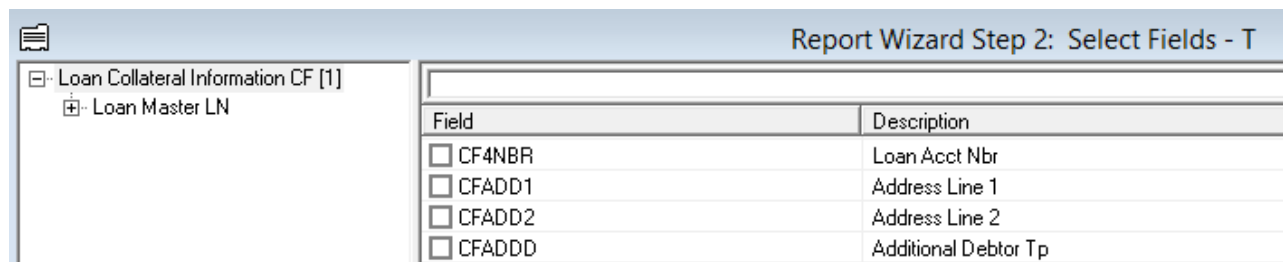 Report Wizard Step 2: Select Fields - T
Loan Collateral Information CF [1]
Loan Master LN
Field Description
CF4NBR Loan Acct Nbr
CFADD1 Address Line 1
CFADD2 Address Line 2
CFADDD Additional Debtor Tp